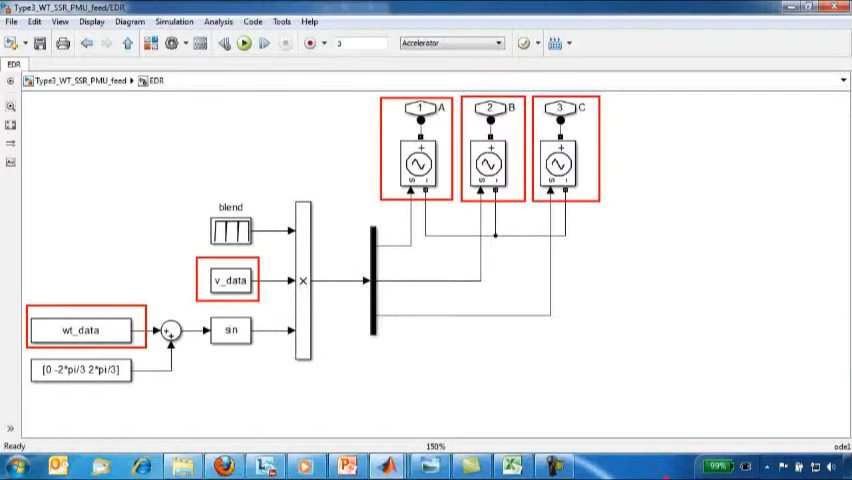 Type3_WT_SSR_PMU_feed/EDR
File Edit View Display Diagram Simulation Analysis Code Tools Help
3 Accelerator
EDR
Type3_WT_SSR_PMU_feed EDR
1 A 2 B 3 C
+ + +
s - s - s -
blend
v_data
×
wt_data
+
+
sin
[0 -2*pi/3 2*pi/3]
Ready 150% ode1
99%